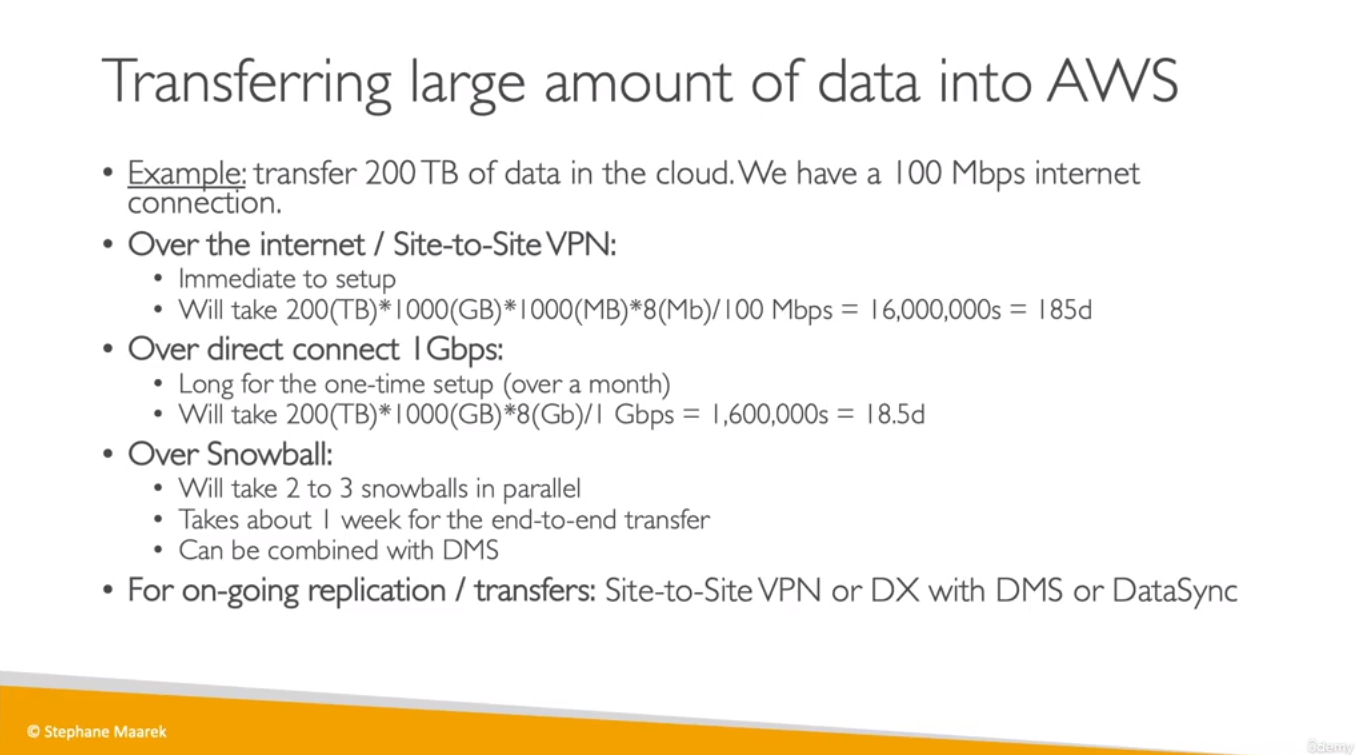 Transferring large amount of data into AWS
• Example: transfer 200 TB of data in the cloud. We have a 100 Mbps internet
connection.
• Over the internet / Site-to-Site VPN:
• Immediate to setup
• Will take 200(TB)*1000(GB)*1000(MB)*8(Mb)/100 Mbps = 16,000,000s = 185d
• Over direct connect 1Gbps:
• Long for the one-time setup (over a month)
• Will take 200(TB)*1000(GB)*8(Gb)/1 Gbps = 1,600,000s = 18.5d
• Over Snowball:
• Will take 2 to 3 snowballs in parallel
• Takes about 1 week for the end-to-end transfer
• Can be combined with DMS
• For on-going replication / transfers: Site-to-Site VPN or DX with DMS or DataSync
© Stephane Maarek
ûdemy